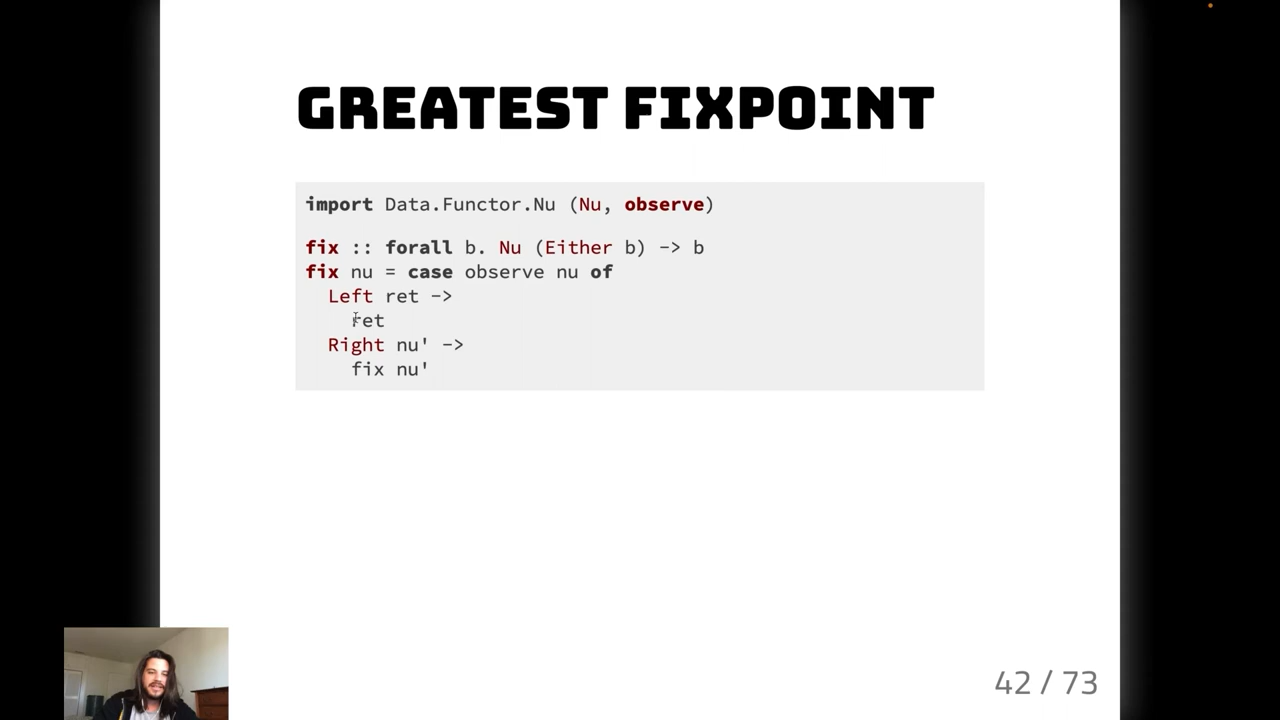 GREATEST FIXPOINT
import Data.Functor.Nu (Nu, observe)
fix :: forall b. Nu (Either b) -> b
fix nu = case observe nu of
Left ret ->
ret
Right nu' ->
fix nu'
42 / 73